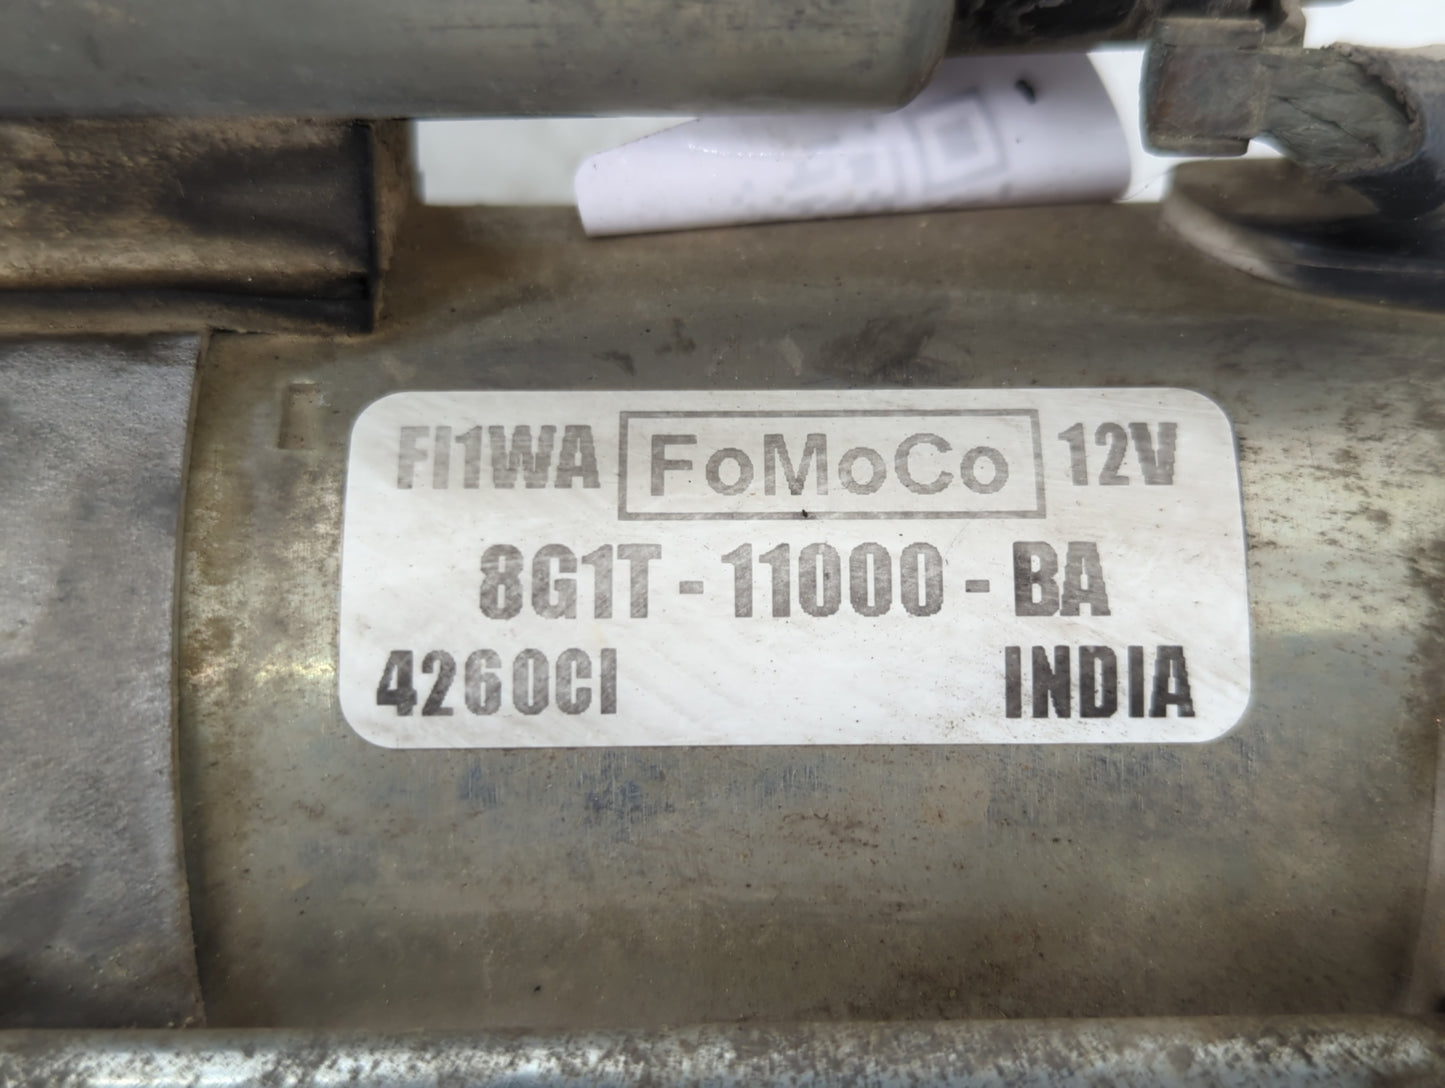 FI1WA FoMoCo 12V
8G1T - 11000 - BA
4260CI INDIA